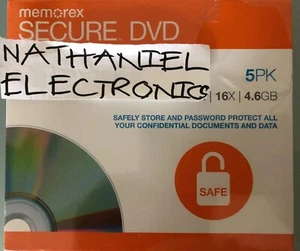 memorex
SECURE DVD
NATHANIEL
ELECTRONICS
5PK
| 16X | 4.6GB
SAFELY STORE AND PASSWORD PROTECT ALL
YOUR CONFIDENTIAL DOCUMENTS AND DATA
SAFE